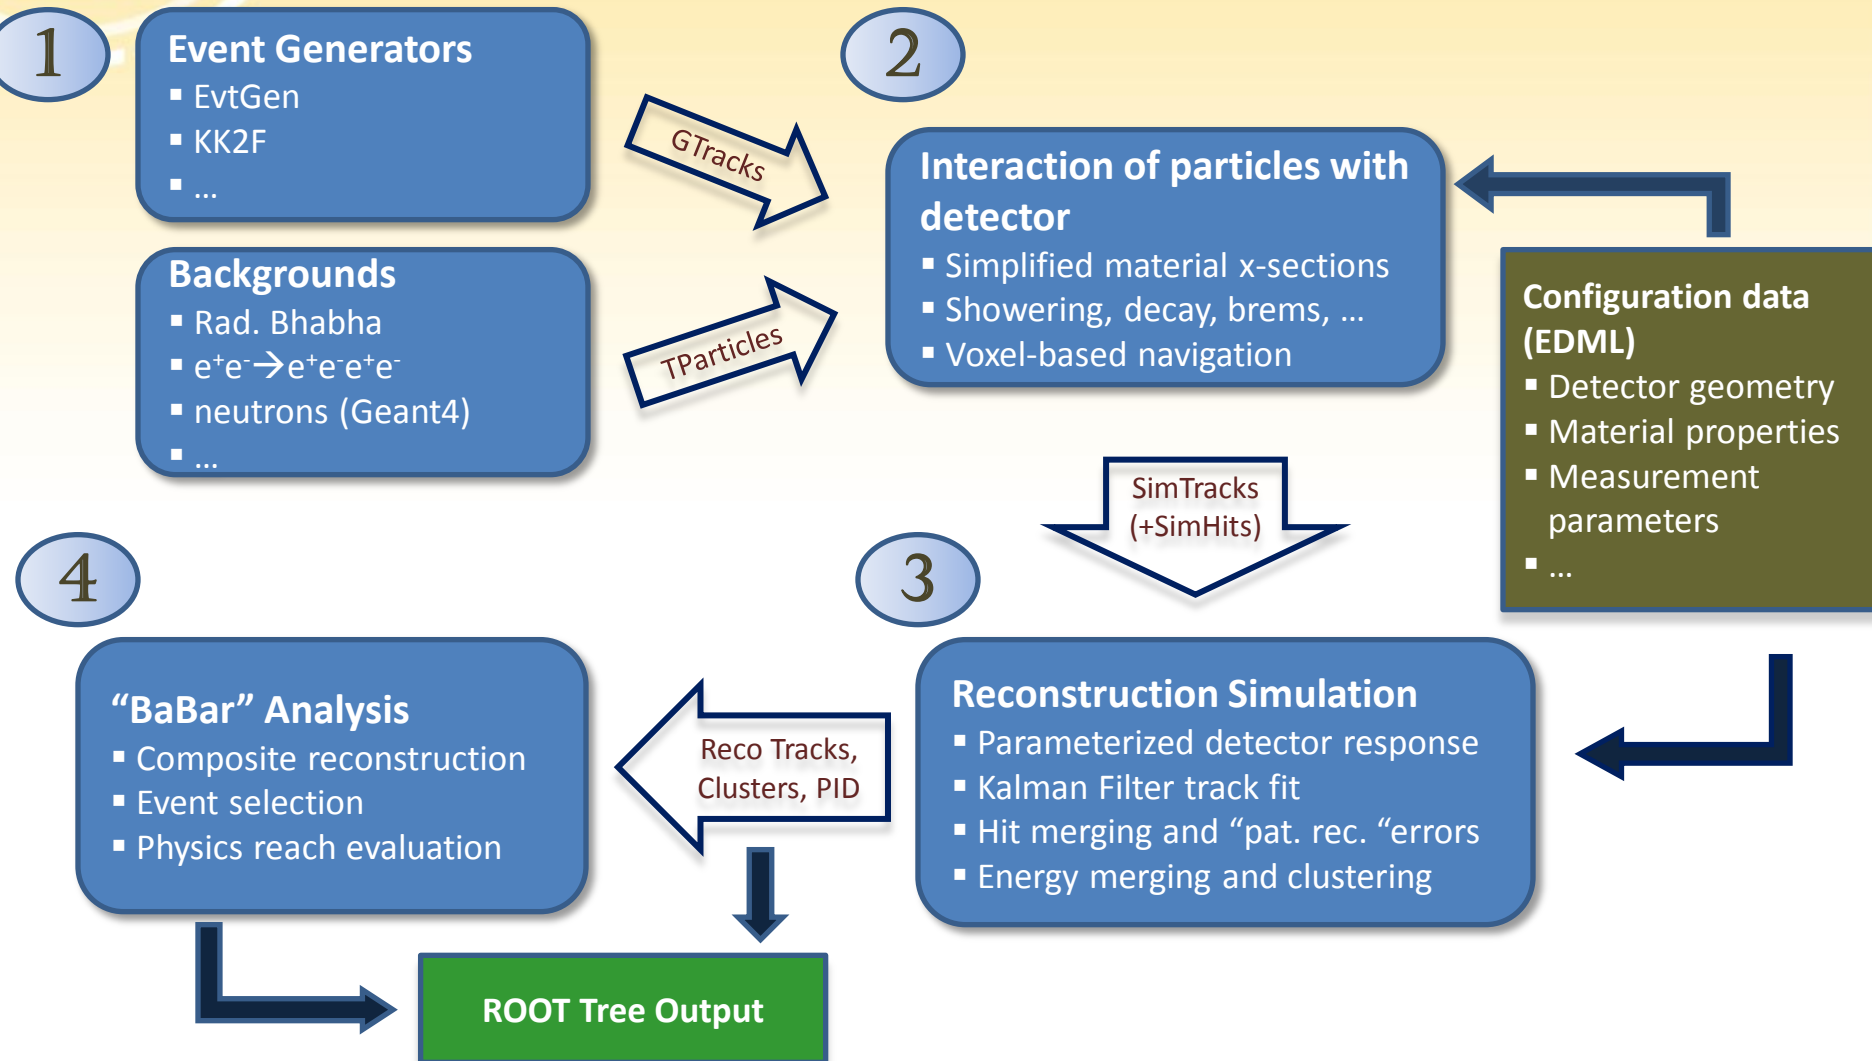 1
Event Generators
▪ EvtGen
▪ KK2F
▪ ...
Backgrounds
▪ Rad. Bhabha
▪ e⁺e⁻→e⁺e⁻e⁺e⁻
▪ neutrons (Geant4)
▪ ...
GTracks
TParticles
2
Interaction of particles with
detector
▪ Simplified material x-sections
▪ Showering, decay, brems, ...
▪ Voxel-based navigation
Configuration data
(EDML)
▪ Detector geometry
▪ Material properties
▪ Measurement
parameters
▪ ...
SimTracks
(+SimHits)
3
Reconstruction Simulation
▪ Parameterized detector response
▪ Kalman Filter track fit
▪ Hit merging and “pat. rec. “errors
▪ Energy merging and clustering
Reco Tracks,
Clusters, PID
4
“BaBar” Analysis
▪ Composite reconstruction
▪ Event selection
▪ Physics reach evaluation
ROOT Tree Output